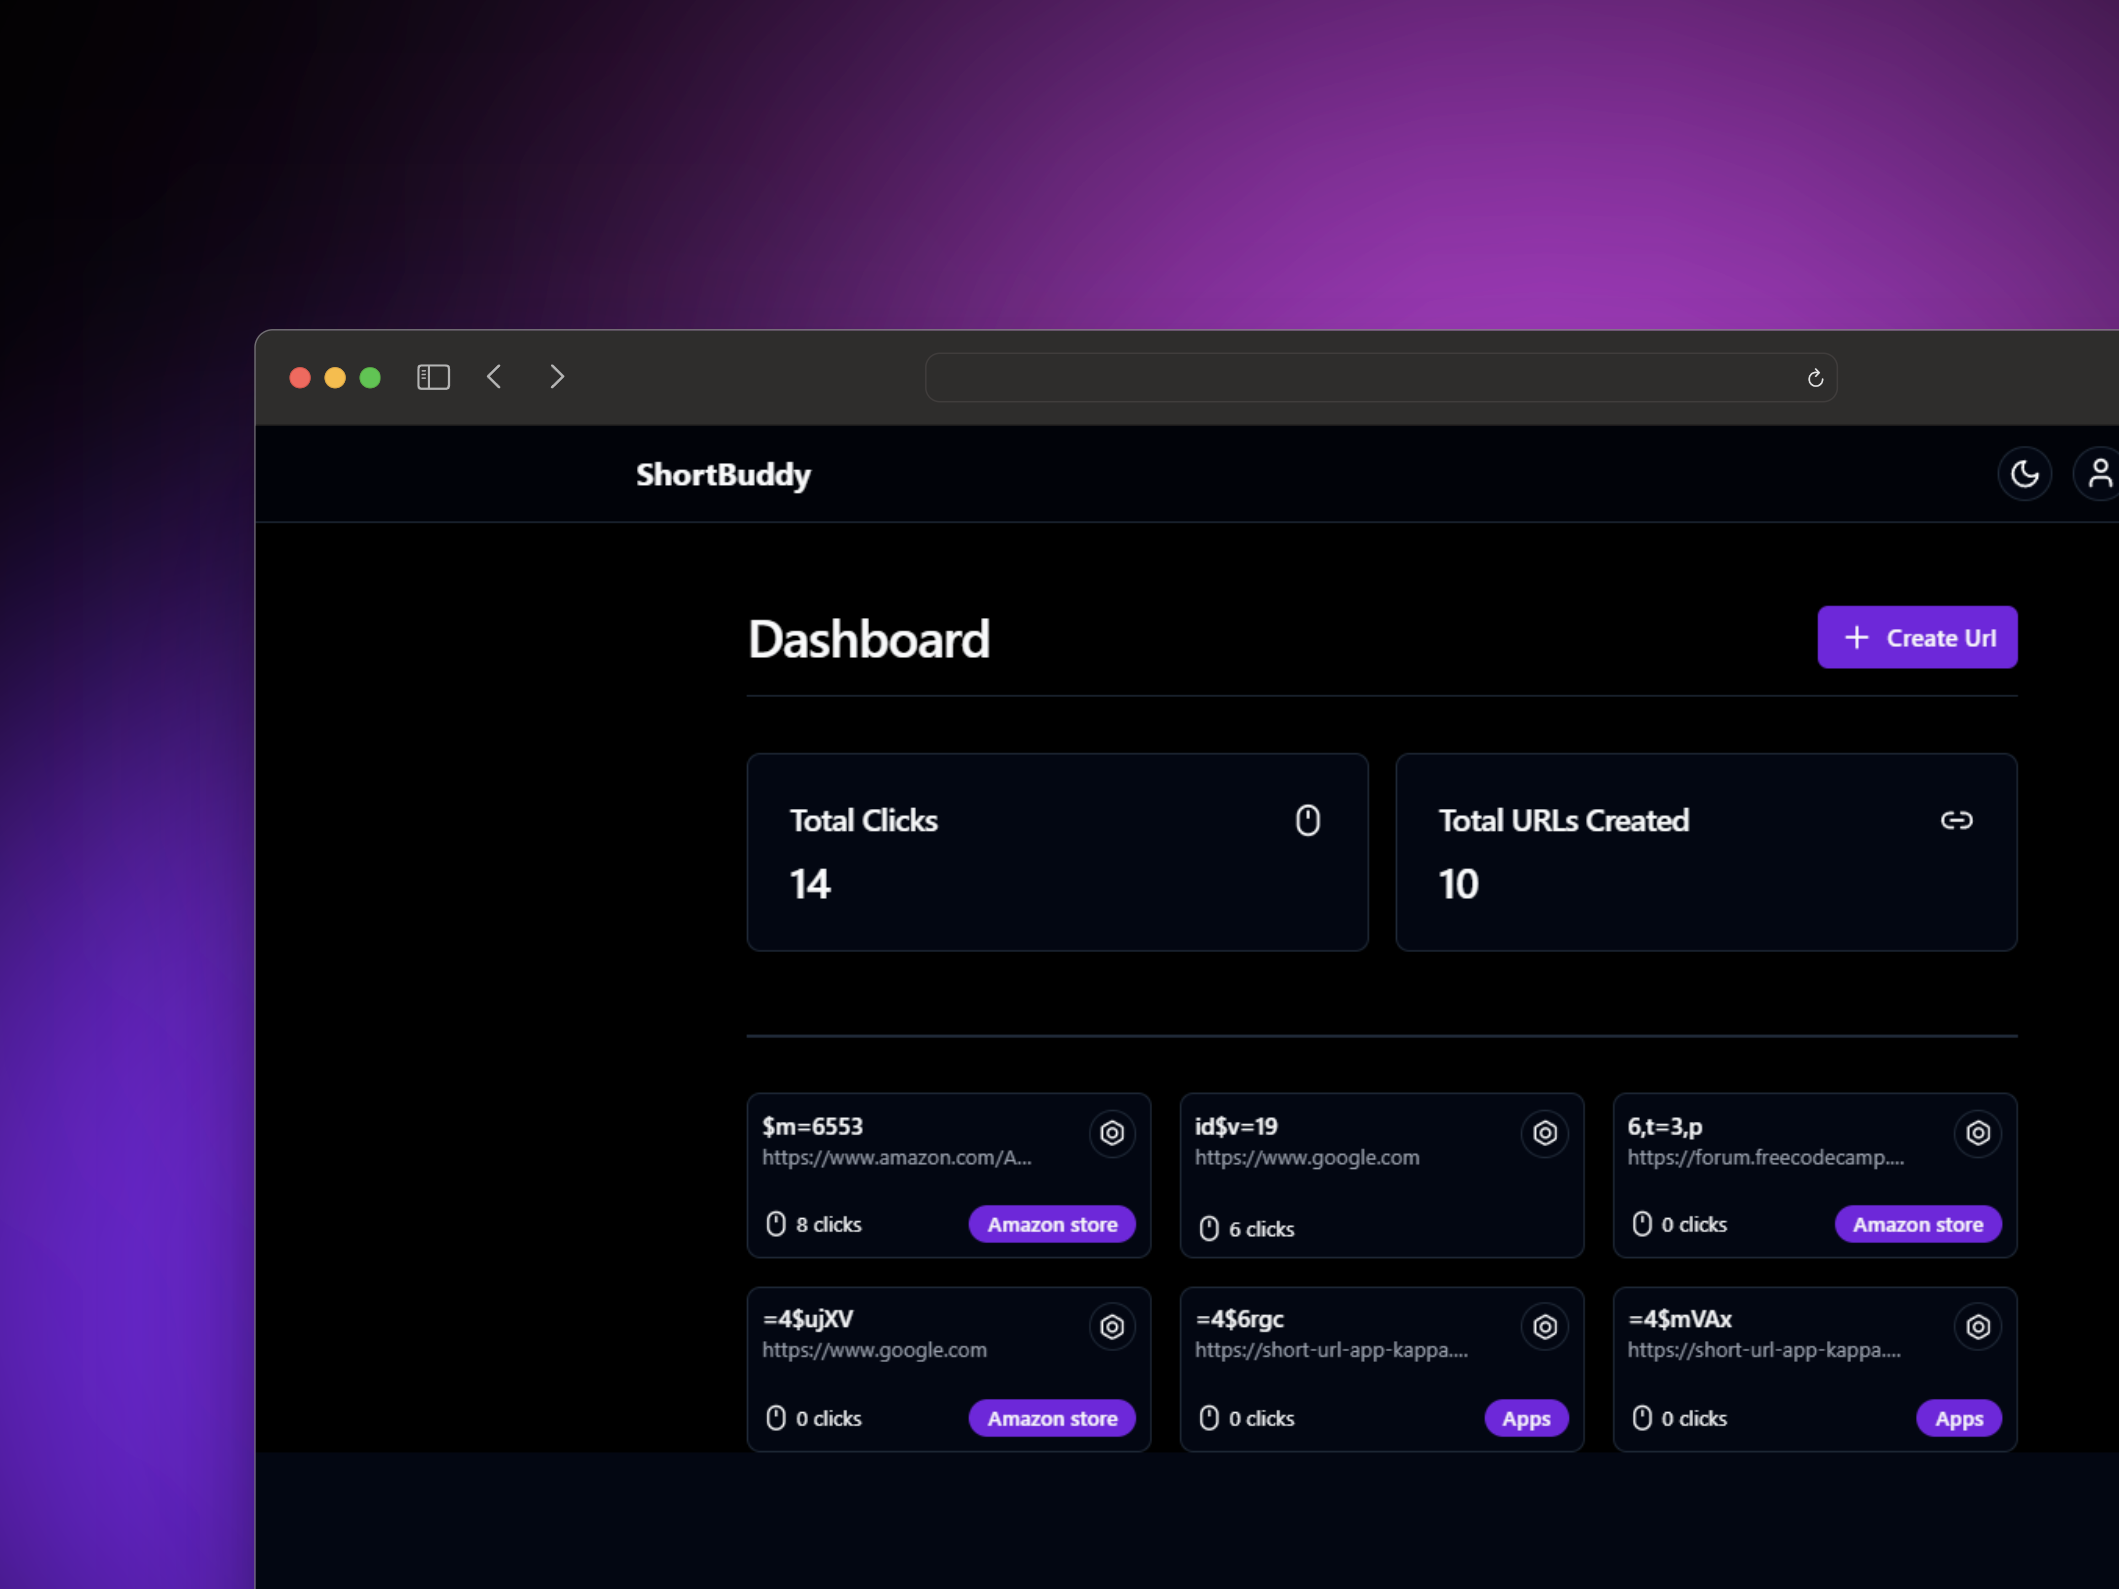 ShortBuddy
Dashboard
Create Url
Total Clicks
14
Total URLs Created
10
$m=6553
https://www.amazon.com/A...
8 clicks
Amazon store
id$v=19
https://www.google.com
6 clicks
6,t=3,p
https://forum.freecodecamp....
0 clicks
Amazon store
=4$ujXV
https://www.google.com
0 clicks
Amazon store
=4$6rgc
https://short-url-app-kappa....
0 clicks
Apps
=4$mVAx
https://short-url-app-kappa....
0 clicks
Apps